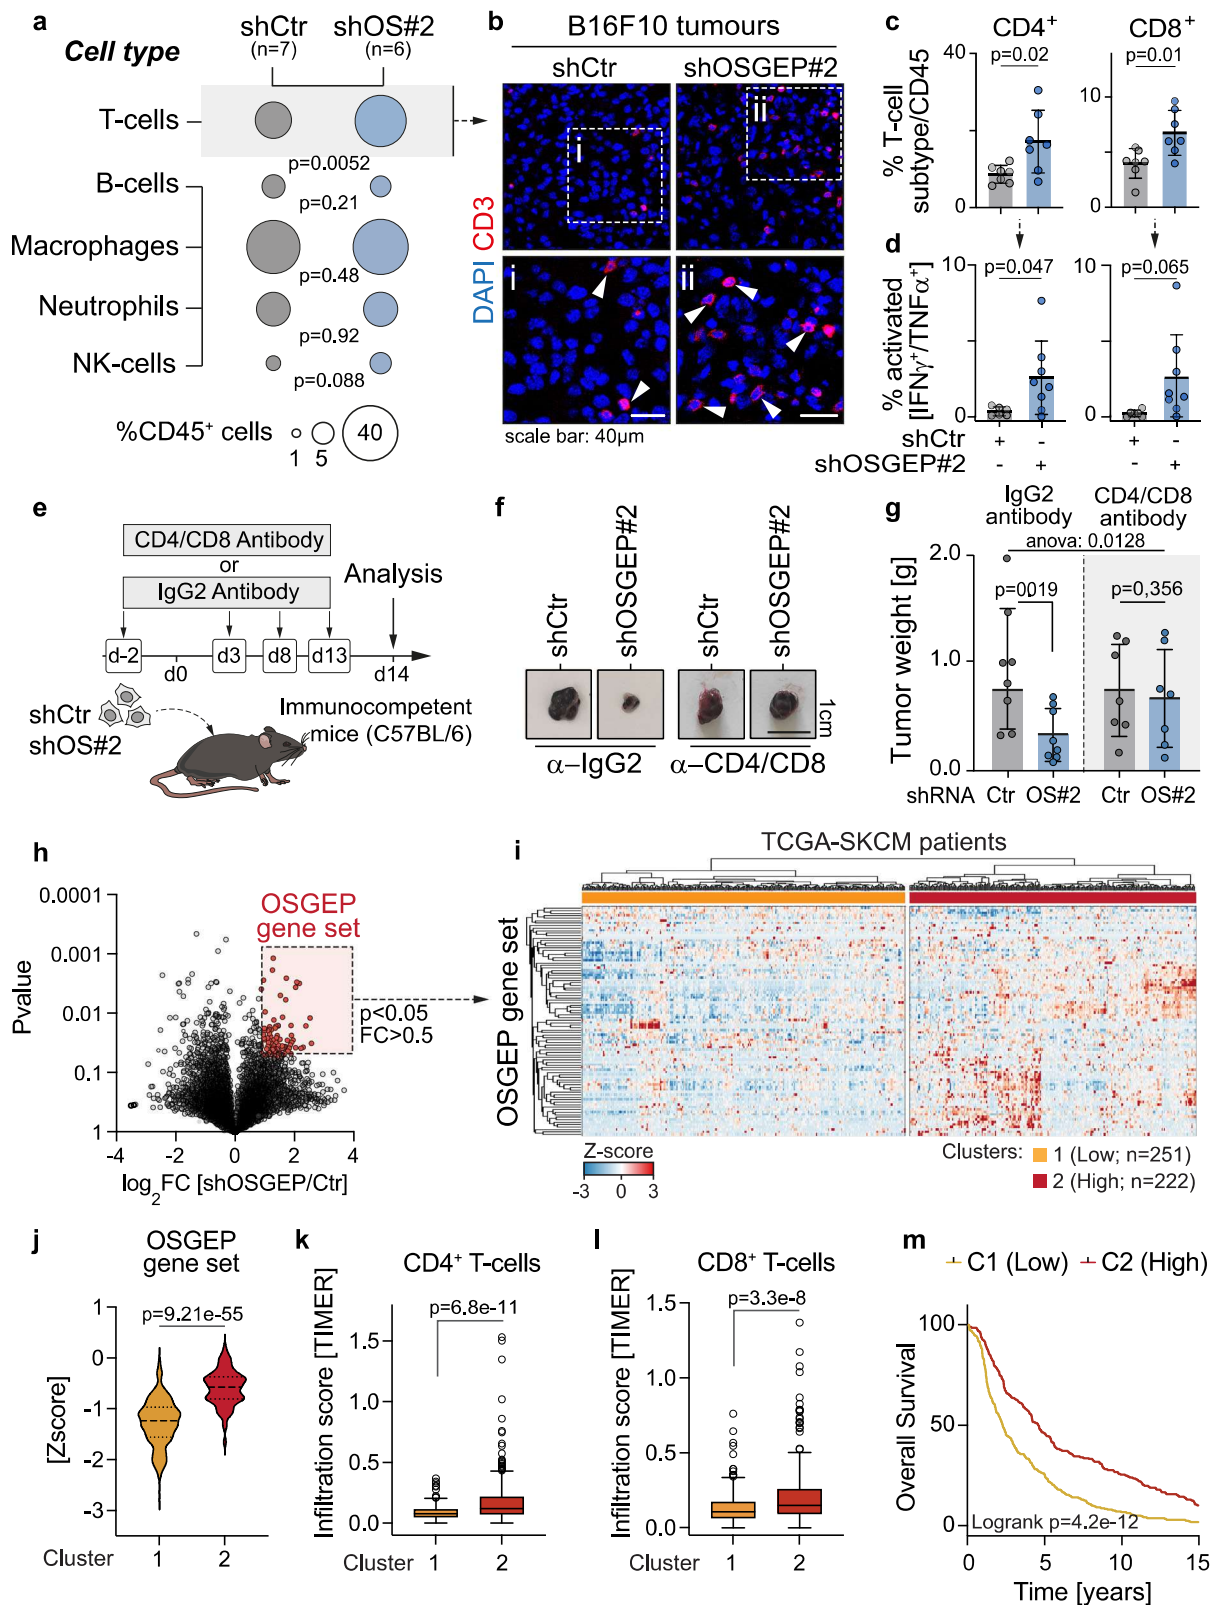 a
Cell type
shCtr
(n=7)
shOS#2
(n=6)
T-cells
p=0.0052
B-cells
p=0.21
Macrophages
p=0.48
Neutrophils
p=0.92
NK-cells
p=0.088
%CD45⁺ cells
1
5
40
b
B16F10 tumours
shCtr
shOSGEP#2
DAPI CD3
i
ii
i
ii
scale bar: 40µm
c
CD4⁺
CD8⁺
% T-cell
subtype/CD45
40
20
0
p=0.02
10
0
p=0.01
d
% activated
[IFNγ⁺/TNFα⁺]
10
5
0
p=0.047
10
5
0
p=0.065
shCtr + - + -
shOSGEP#2 - + - +
e
CD4/CD8 Antibody
or
IgG2 Antibody
Analysis
d-2
d0
d3
d8
d13
d14
shCtr
shOS#2
Immunocompetent
mice (C57BL/6)
f
shCtr
shOSGEP#2
shCtr
shOSGEP#2
1cm
α–IgG2
α–CD4/CD8
g
IgG2
antibody
CD4/CD8
antibody
anova: 0.0128
Tumor weight [g]
2.0
1.0
0.0
p=0019
p=0,356
shRNA Ctr OS#2 Ctr OS#2
h
Pvalue
0.0001
0.001
0.01
0.1
1
OSGEP
gene set
p<0.05
FC>0.5
-4 -2 0 2 4
log₂FC [shOSGEP/Ctr]
i
TCGA-SKCM patients
OSGEP gene set
Z-score
-3 0 3
Clusters:
1 (Low; n=251)
2 (High; n=222)
j
OSGEP
gene set
p=9.21e-55
[Zscore]
1
0
-1
-2
-3
Cluster 1 2
k
CD4⁺ T-cells
p=6.8e-11
Infiltration score [TIMER]
1.5
1.0
0.5
0.0
Cluster 1 2
l
CD8⁺ T-cells
p=3.3e-8
Infiltration score [TIMER]
1.5
1.0
0.5
0.0
Cluster 1 2
m
C1 (Low)
C2 (High)
Overall Survival
100
50
0
Logrank p=4.2e-12
0 5 10 15
Time [years]